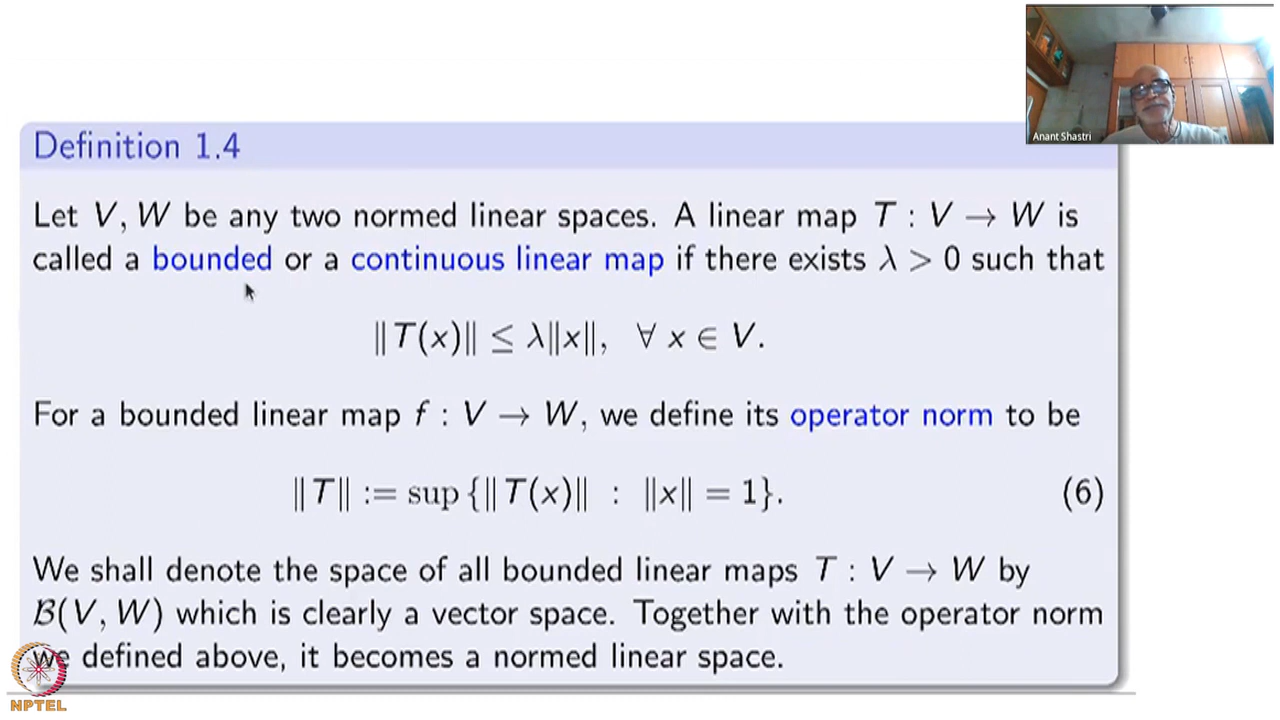 Anant Shastri
Definition 1.4
Let V, W be any two normed linear spaces. A linear map T : V → W is
called a bounded or a continuous linear map if there exists λ > 0 such that
∥T(x)∥ ≤ λ∥x∥, ∀ x ∈ V.
For a bounded linear map f : V → W, we define its operator norm to be
∥T∥ := sup {∥T(x)∥ : ∥x∥ = 1}. (6)
We shall denote the space of all bounded linear maps T : V → W by
ℬ(V, W) which is clearly a vector space. Together with the operator norm
we defined above, it becomes a normed linear space.
NPTEL